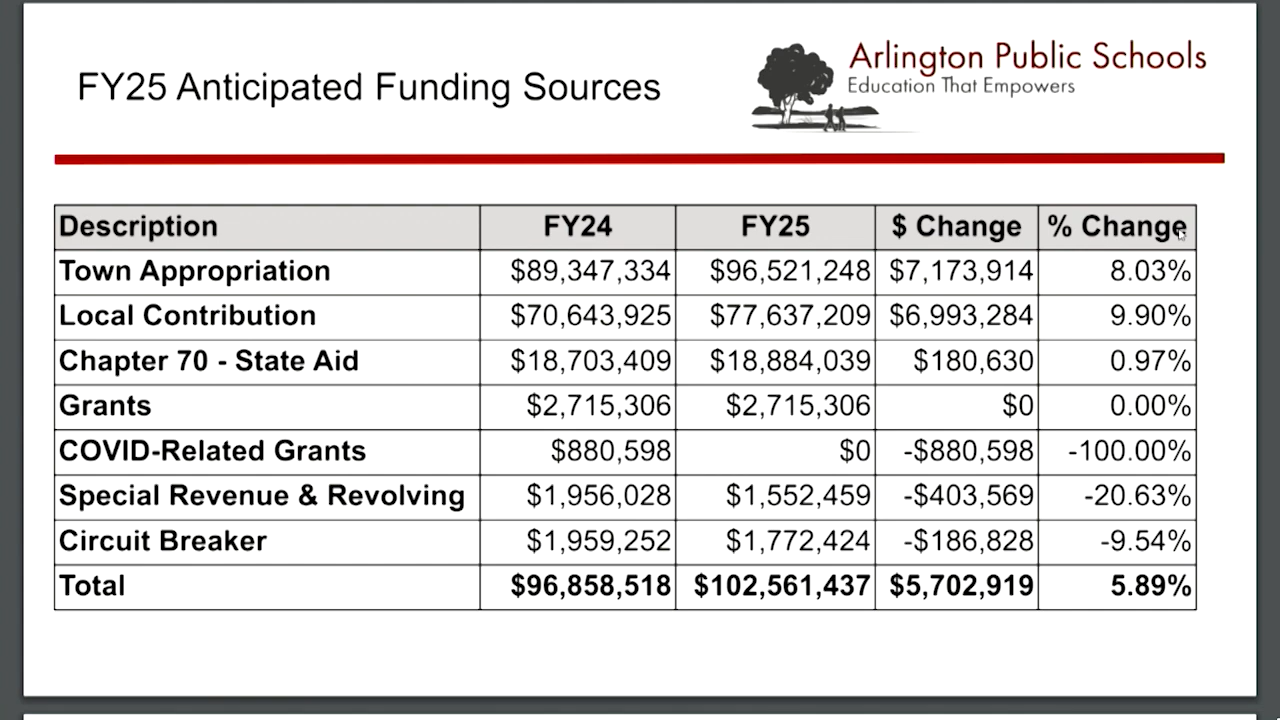 FY25 Anticipated Funding Sources
Arlington Public Schools
Education That Empowers
Description FY24 FY25 $ Change % Change
Town Appropriation $89,347,334 $96,521,248 $7,173,914 8.03%
Local Contribution $70,643,925 $77,637,209 $6,993,284 9.90%
Chapter 70 - State Aid $18,703,409 $18,884,039 $180,630 0.97%
Grants $2,715,306 $2,715,306 $0 0.00%
COVID-Related Grants $880,598 $0 -$880,598 -100.00%
Special Revenue & Revolving $1,956,028 $1,552,459 -$403,569 -20.63%
Circuit Breaker $1,959,252 $1,772,424 -$186,828 -9.54%
Total $96,858,518 $102,561,437 $5,702,919 5.89%